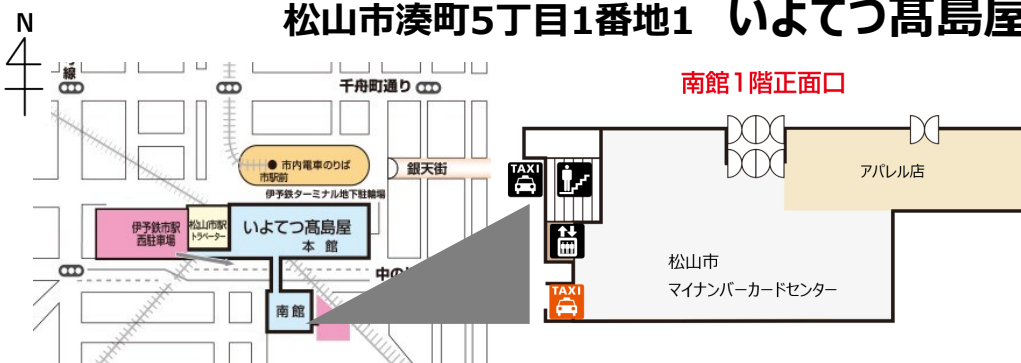 松山市湊町5丁目1番地1 いよてつ髙島屋
N
線
千舟町通り
市内電車のりば
市駅前
銀天街
伊予鉄ターミナル地下駐輪場
伊予鉄市駅
西駐車場
松山市駅
トラベーター
いよてつ髙島屋
本館
中の
南館
南館1階正面口
TAXI
アパレル店
松山市
マイナンバーカードセンター
TAXI